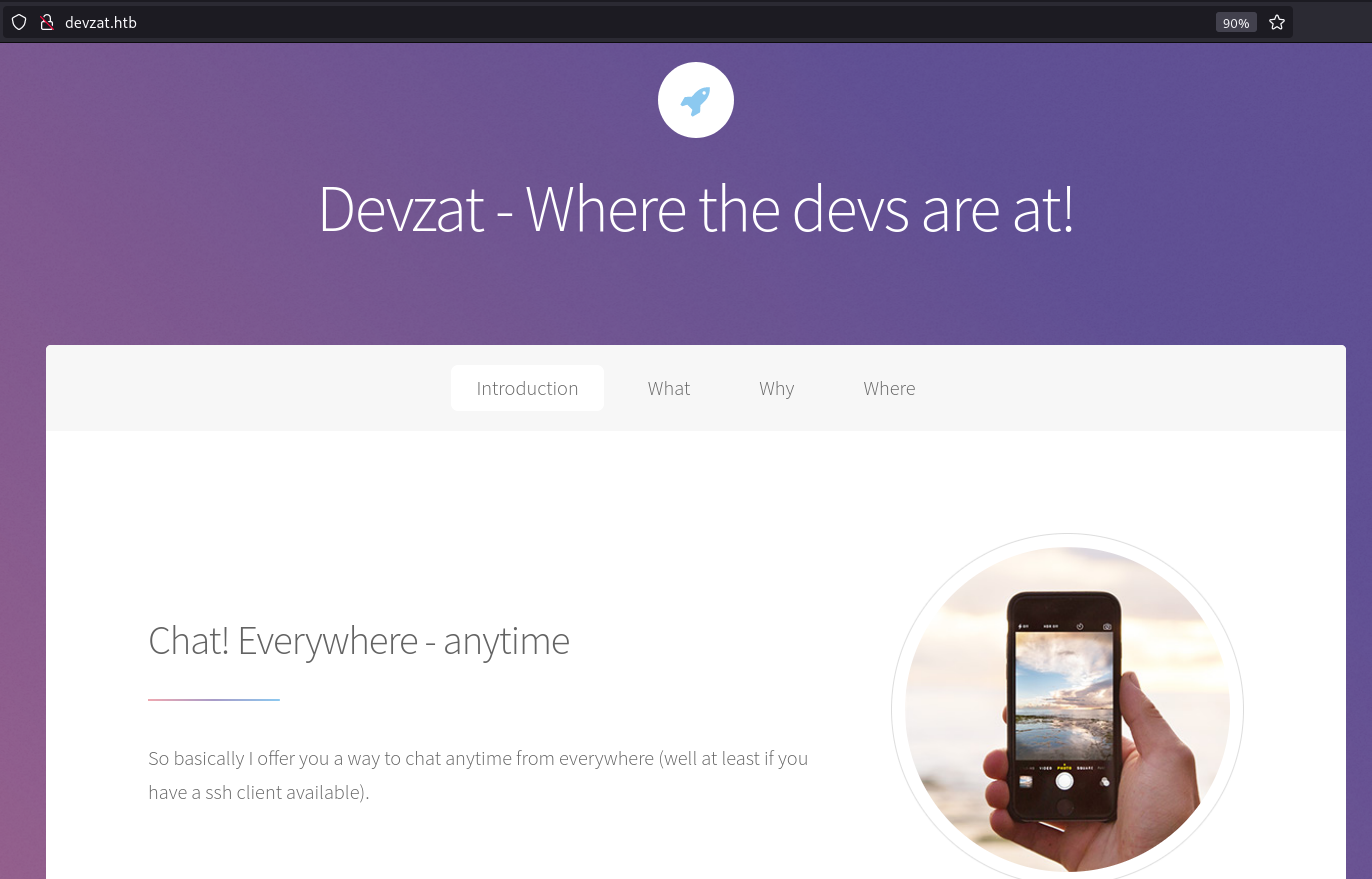 devzat.htb
90%
Devzat - Where the devs are at!
Introduction
What
Why
Where
Chat! Everywhere - anytime
So basically I offer you a way to chat anytime from everywhere (well at least if you
have a ssh client available).
VIDEO PHOTO SQUARE